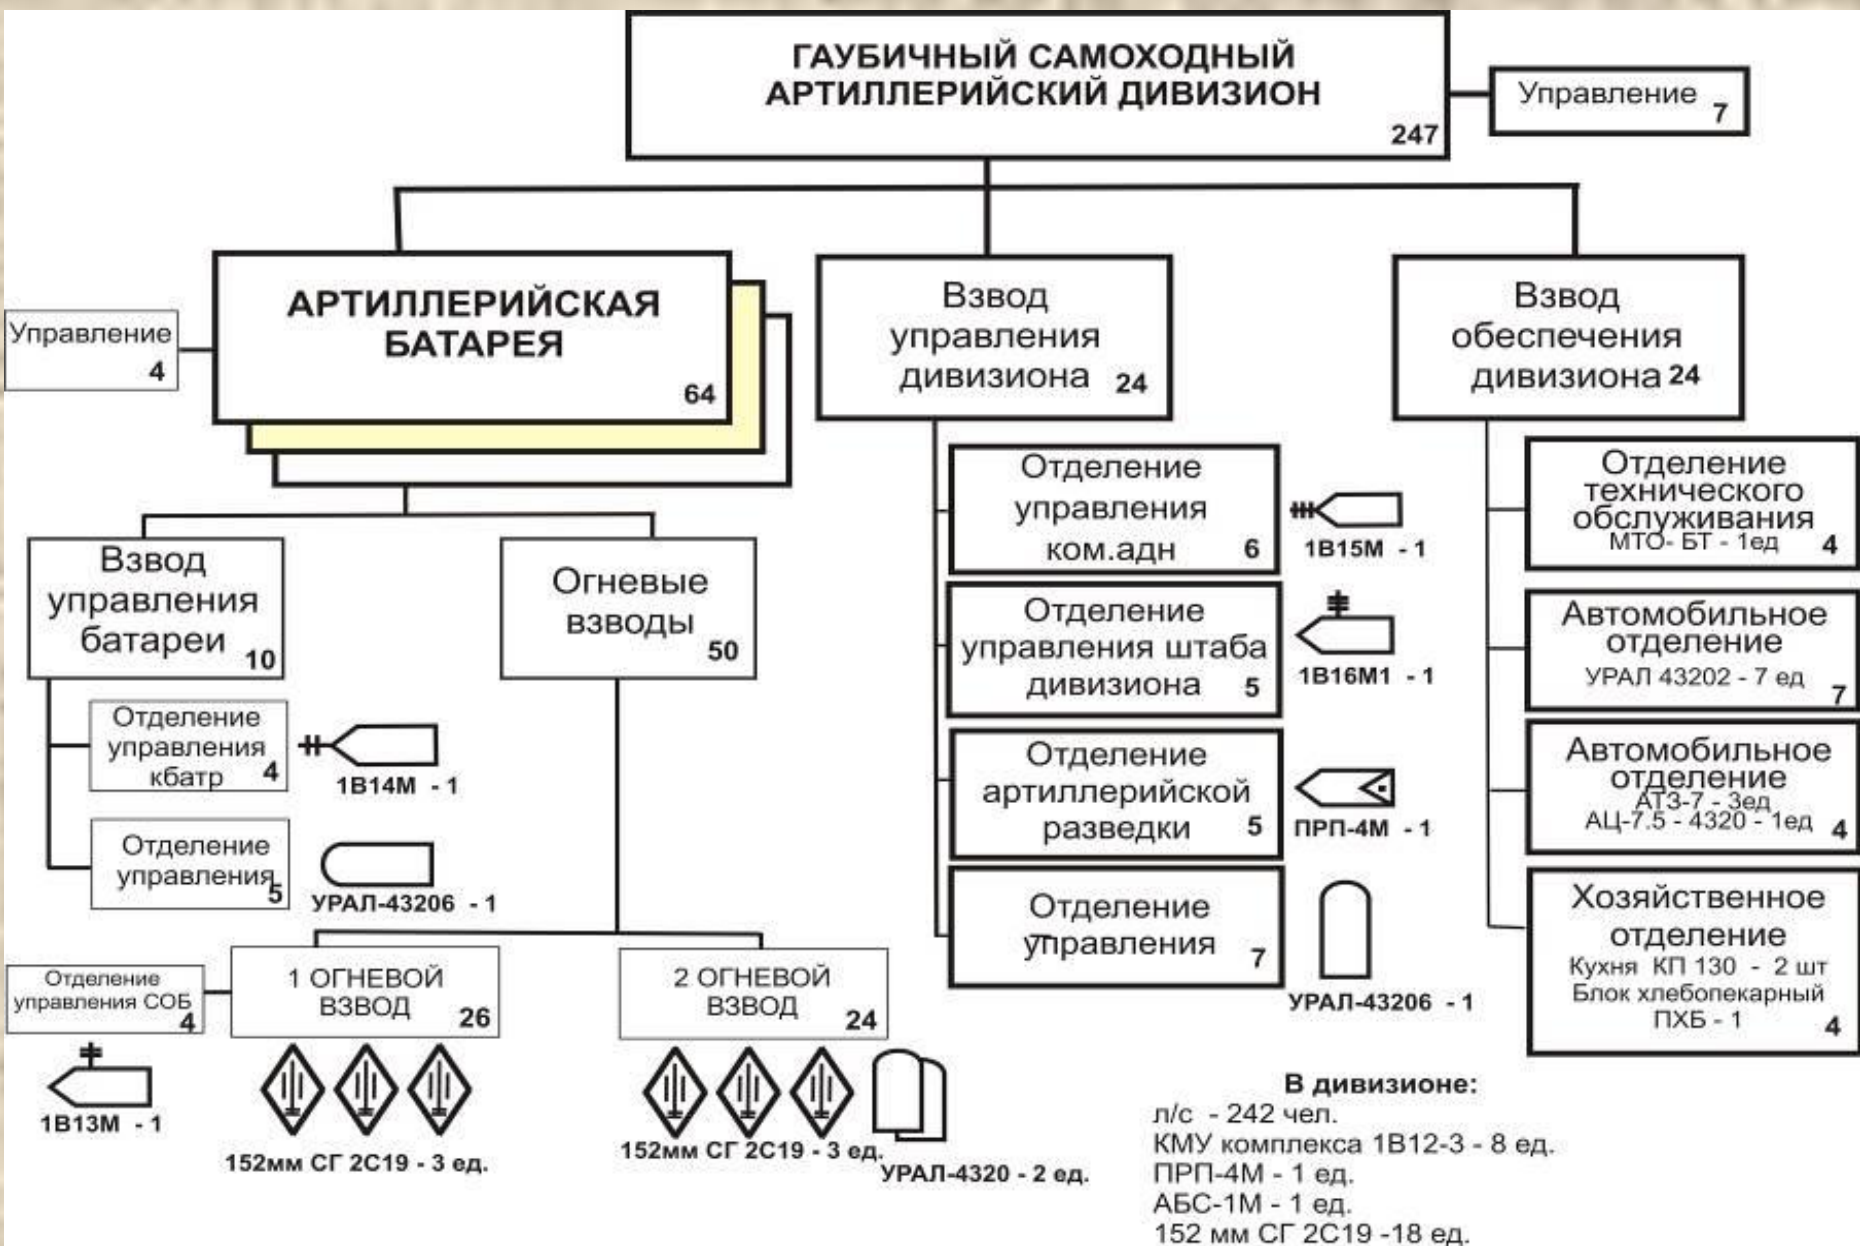 ГАУБИЧНЫЙ САМОХОДНЫЙ
АРТИЛЛЕРИЙСКИЙ ДИВИЗИОН
247
Управление
7
Управление
4
АРТИЛЛЕРИЙСКАЯ
БАТАРЕЯ
64
Взвод
управления
дивизиона 24
Взвод
обеспечения
дивизиона 24
Взвод
управления
батареи
10
Огневые
взводы
50
Отделение
управления
кбатр 4
1В14М - 1
Отделение
управления
5
УРАЛ-43206 - 1
Отделение
управления СОБ
4
1В13М - 1
1 ОГНЕВОЙ
ВЗВОД
26
152мм СГ 2С19 - 3 ед.
2 ОГНЕВОЙ
ВЗВОД
24
152мм СГ 2С19 - 3 ед.
УРАЛ-4320 - 2 ед.
Отделение
управления
ком.адн 6
1В15М - 1
Отделение
управления штаба
дивизиона 5
1В16М1 - 1
Отделение
артиллерийской
разведки 5
ПРП-4М - 1
Отделение
управления
7
УРАЛ-43206 - 1
Отделение
технического
обслуживания
МТО- БТ - 1ед 4
Автомобильное
отделение
УРАЛ 43202 - 7 ед
7
Автомобильное
отделение
АТЗ-7 - 3ед
АЦ-7.5 - 4320 - 1ед 4
Хозяйственное
отделение
Кухня КП 130 - 2 шт
Блок хлебопекарный
ПХБ - 1 4
В дивизионе:
л/с - 242 чел.
КМУ комплекса 1В12-3 - 8 ед.
ПРП-4М - 1 ед.
АБС-1М - 1 ед.
152 мм СГ 2С19 -18 ед.